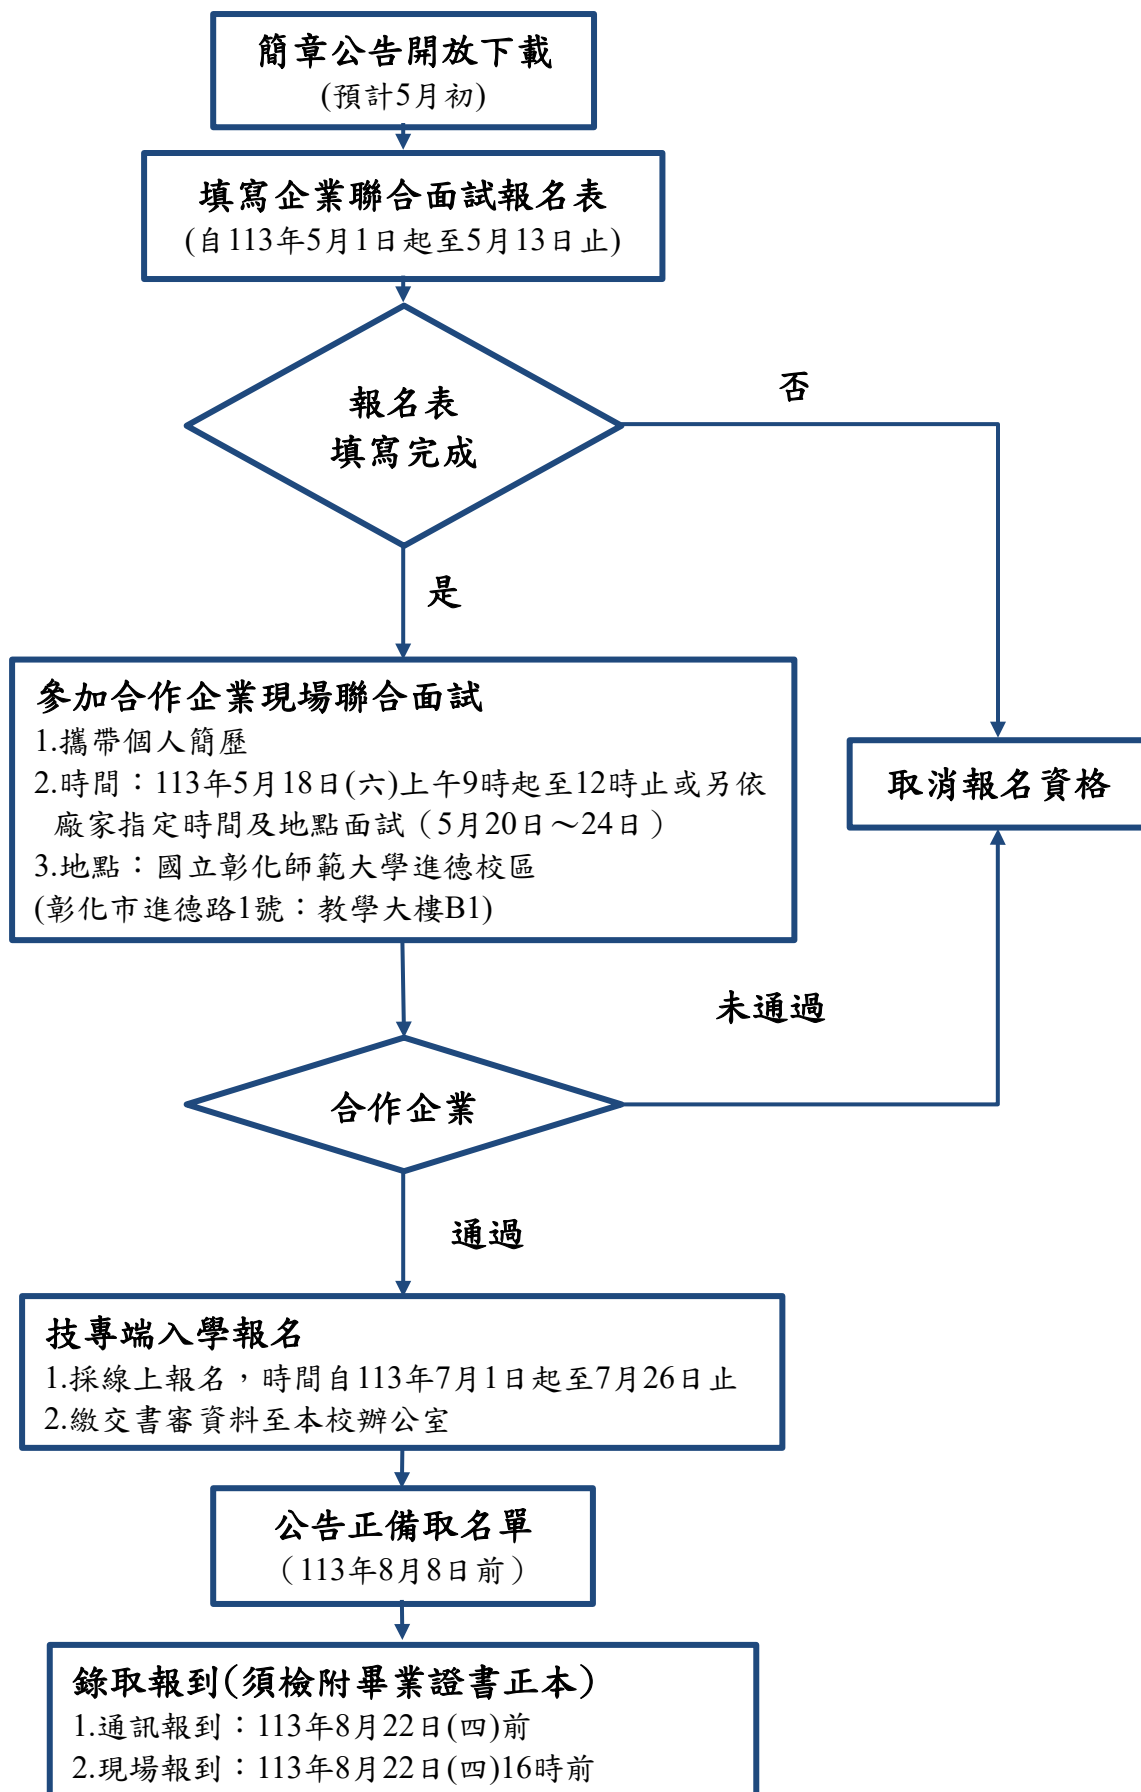 簡章公告開放下載
(預計5月初)
填寫企業聯合面試報名表
(自113年5月1日起至5月13日止)
報名表
填寫完成
否
是
參加合作企業現場聯合面試
1.攜帶個人簡歷
2.時間：113年5月18日(六)上午9時起至12時止或另依
廠家指定時間及地點面試（5月20日～24日）
3.地點：國立彰化師範大學進德校區
(彰化市進德路1號：教學大樓B1)
取消報名資格
未通過
合作企業
通過
技專端入學報名
1.採線上報名，時間自113年7月1日起至7月26日止
2.繳交書審資料至本校辦公室
公告正備取名單
（113年8月8日前）
錄取報到(須檢附畢業證書正本)
1.通訊報到：113年8月22日(四)前
2.現場報到：113年8月22日(四)16時前